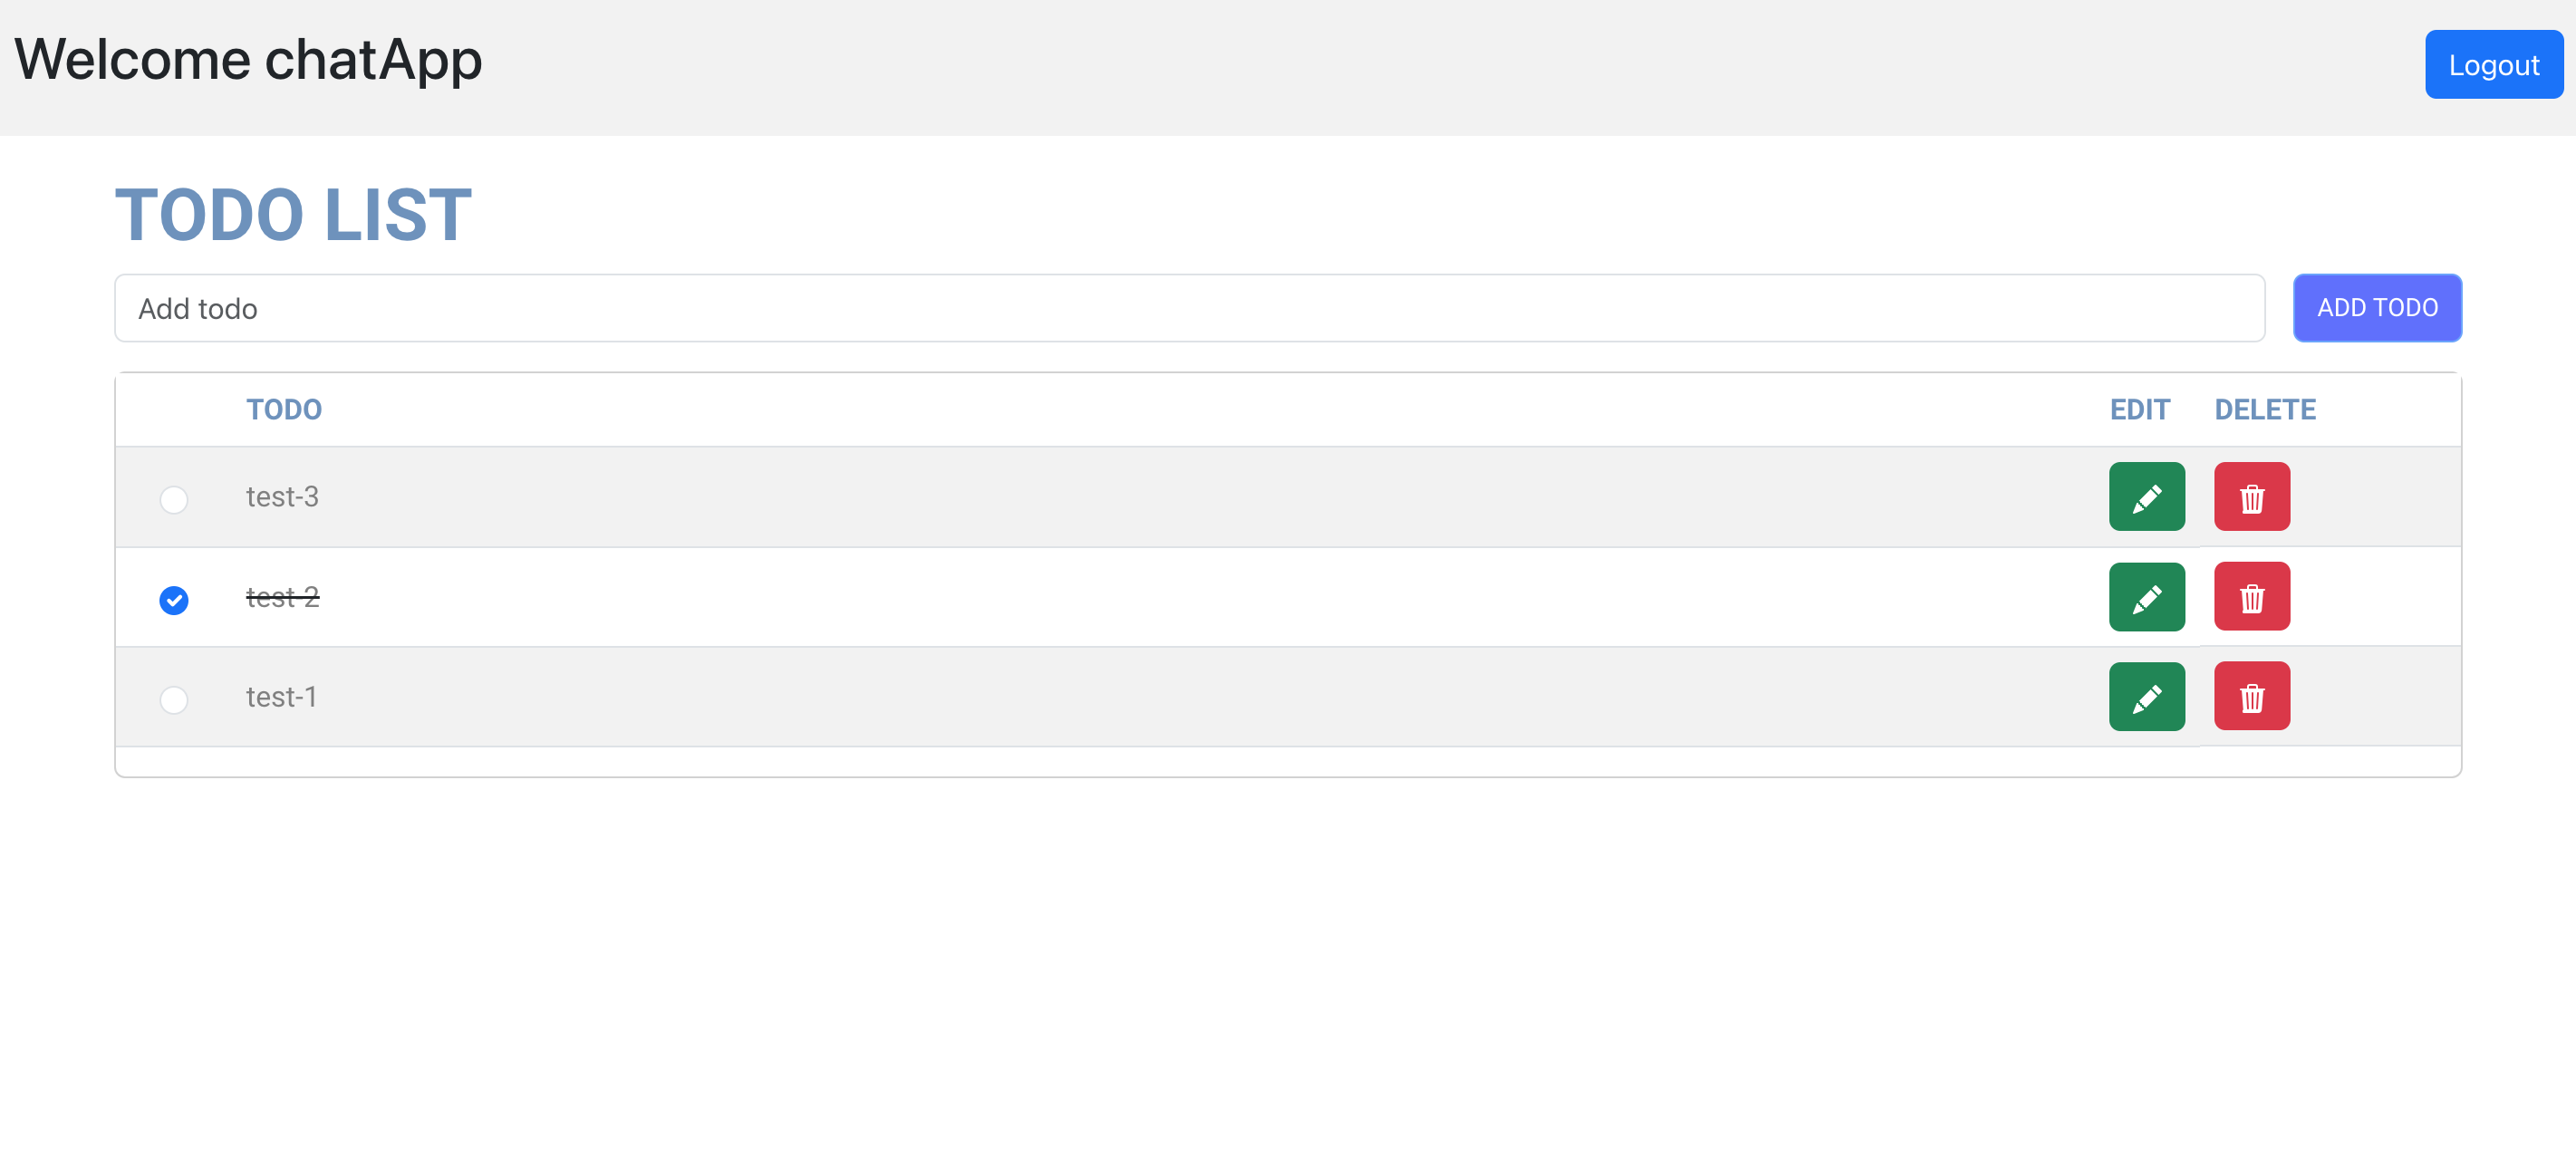 Welcome chatApp
Logout
TODO LIST
Add todo
ADD TODO
TODO EDIT DELETE
test-3
test-2
test-1